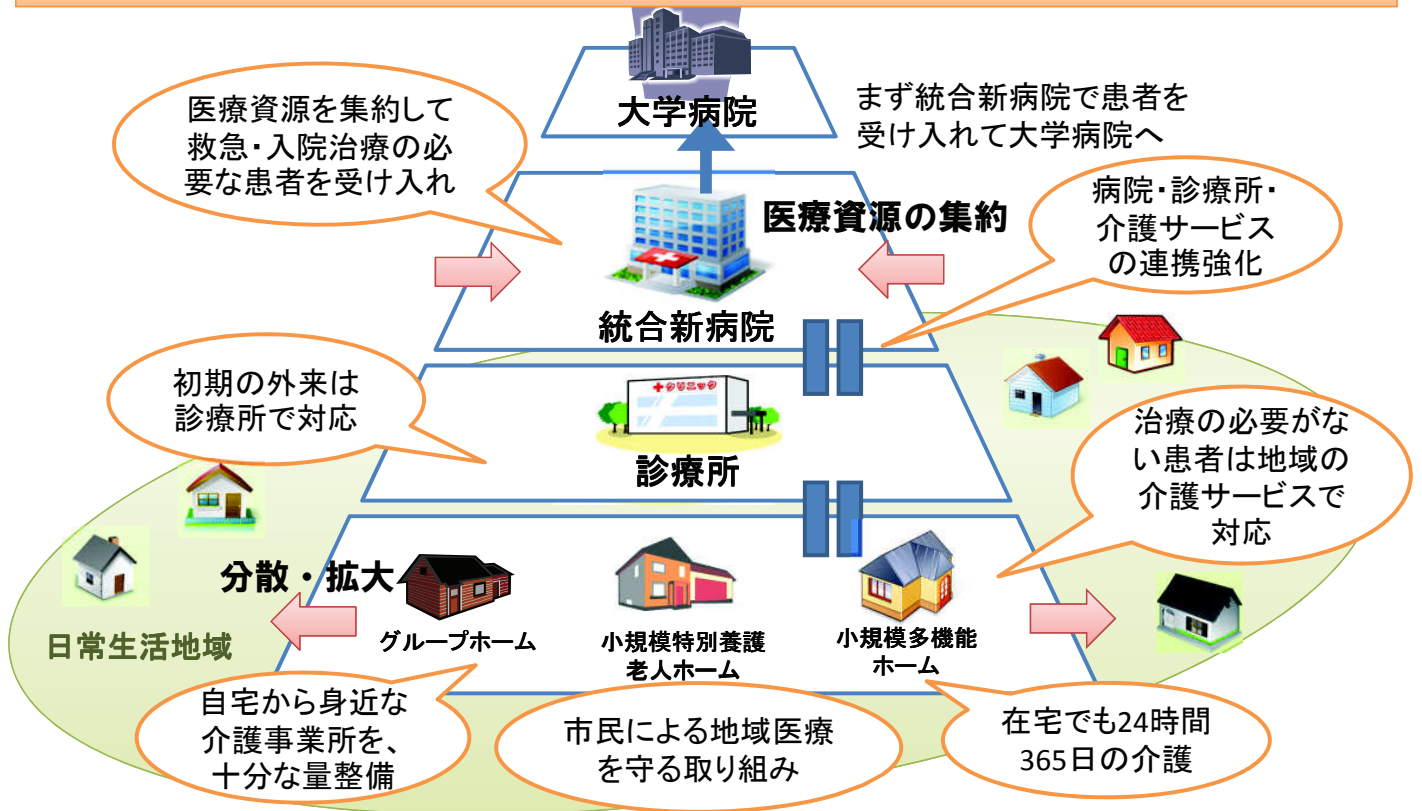 大学病院
医療資源を集約して
救急・入院治療の必
要な患者を受け入れ
まず統合新病院で患者を
受け入れて大学病院へ
医療資源の集約
病院・診療所・
介護サービス
の連携強化
統合新病院
初期の外来は
診療所で対応
クリニック
診療所
治療の必要がな
い患者は地域の
介護サービスで
対応
分散・拡大
日常生活地域
グループホーム
小規模特別養護
老人ホーム
小規模多機能
ホーム
自宅から身近な
介護事業所を、
十分な量整備
市民による地域医療
を守る取り組み
在宅でも24時間
365日の介護